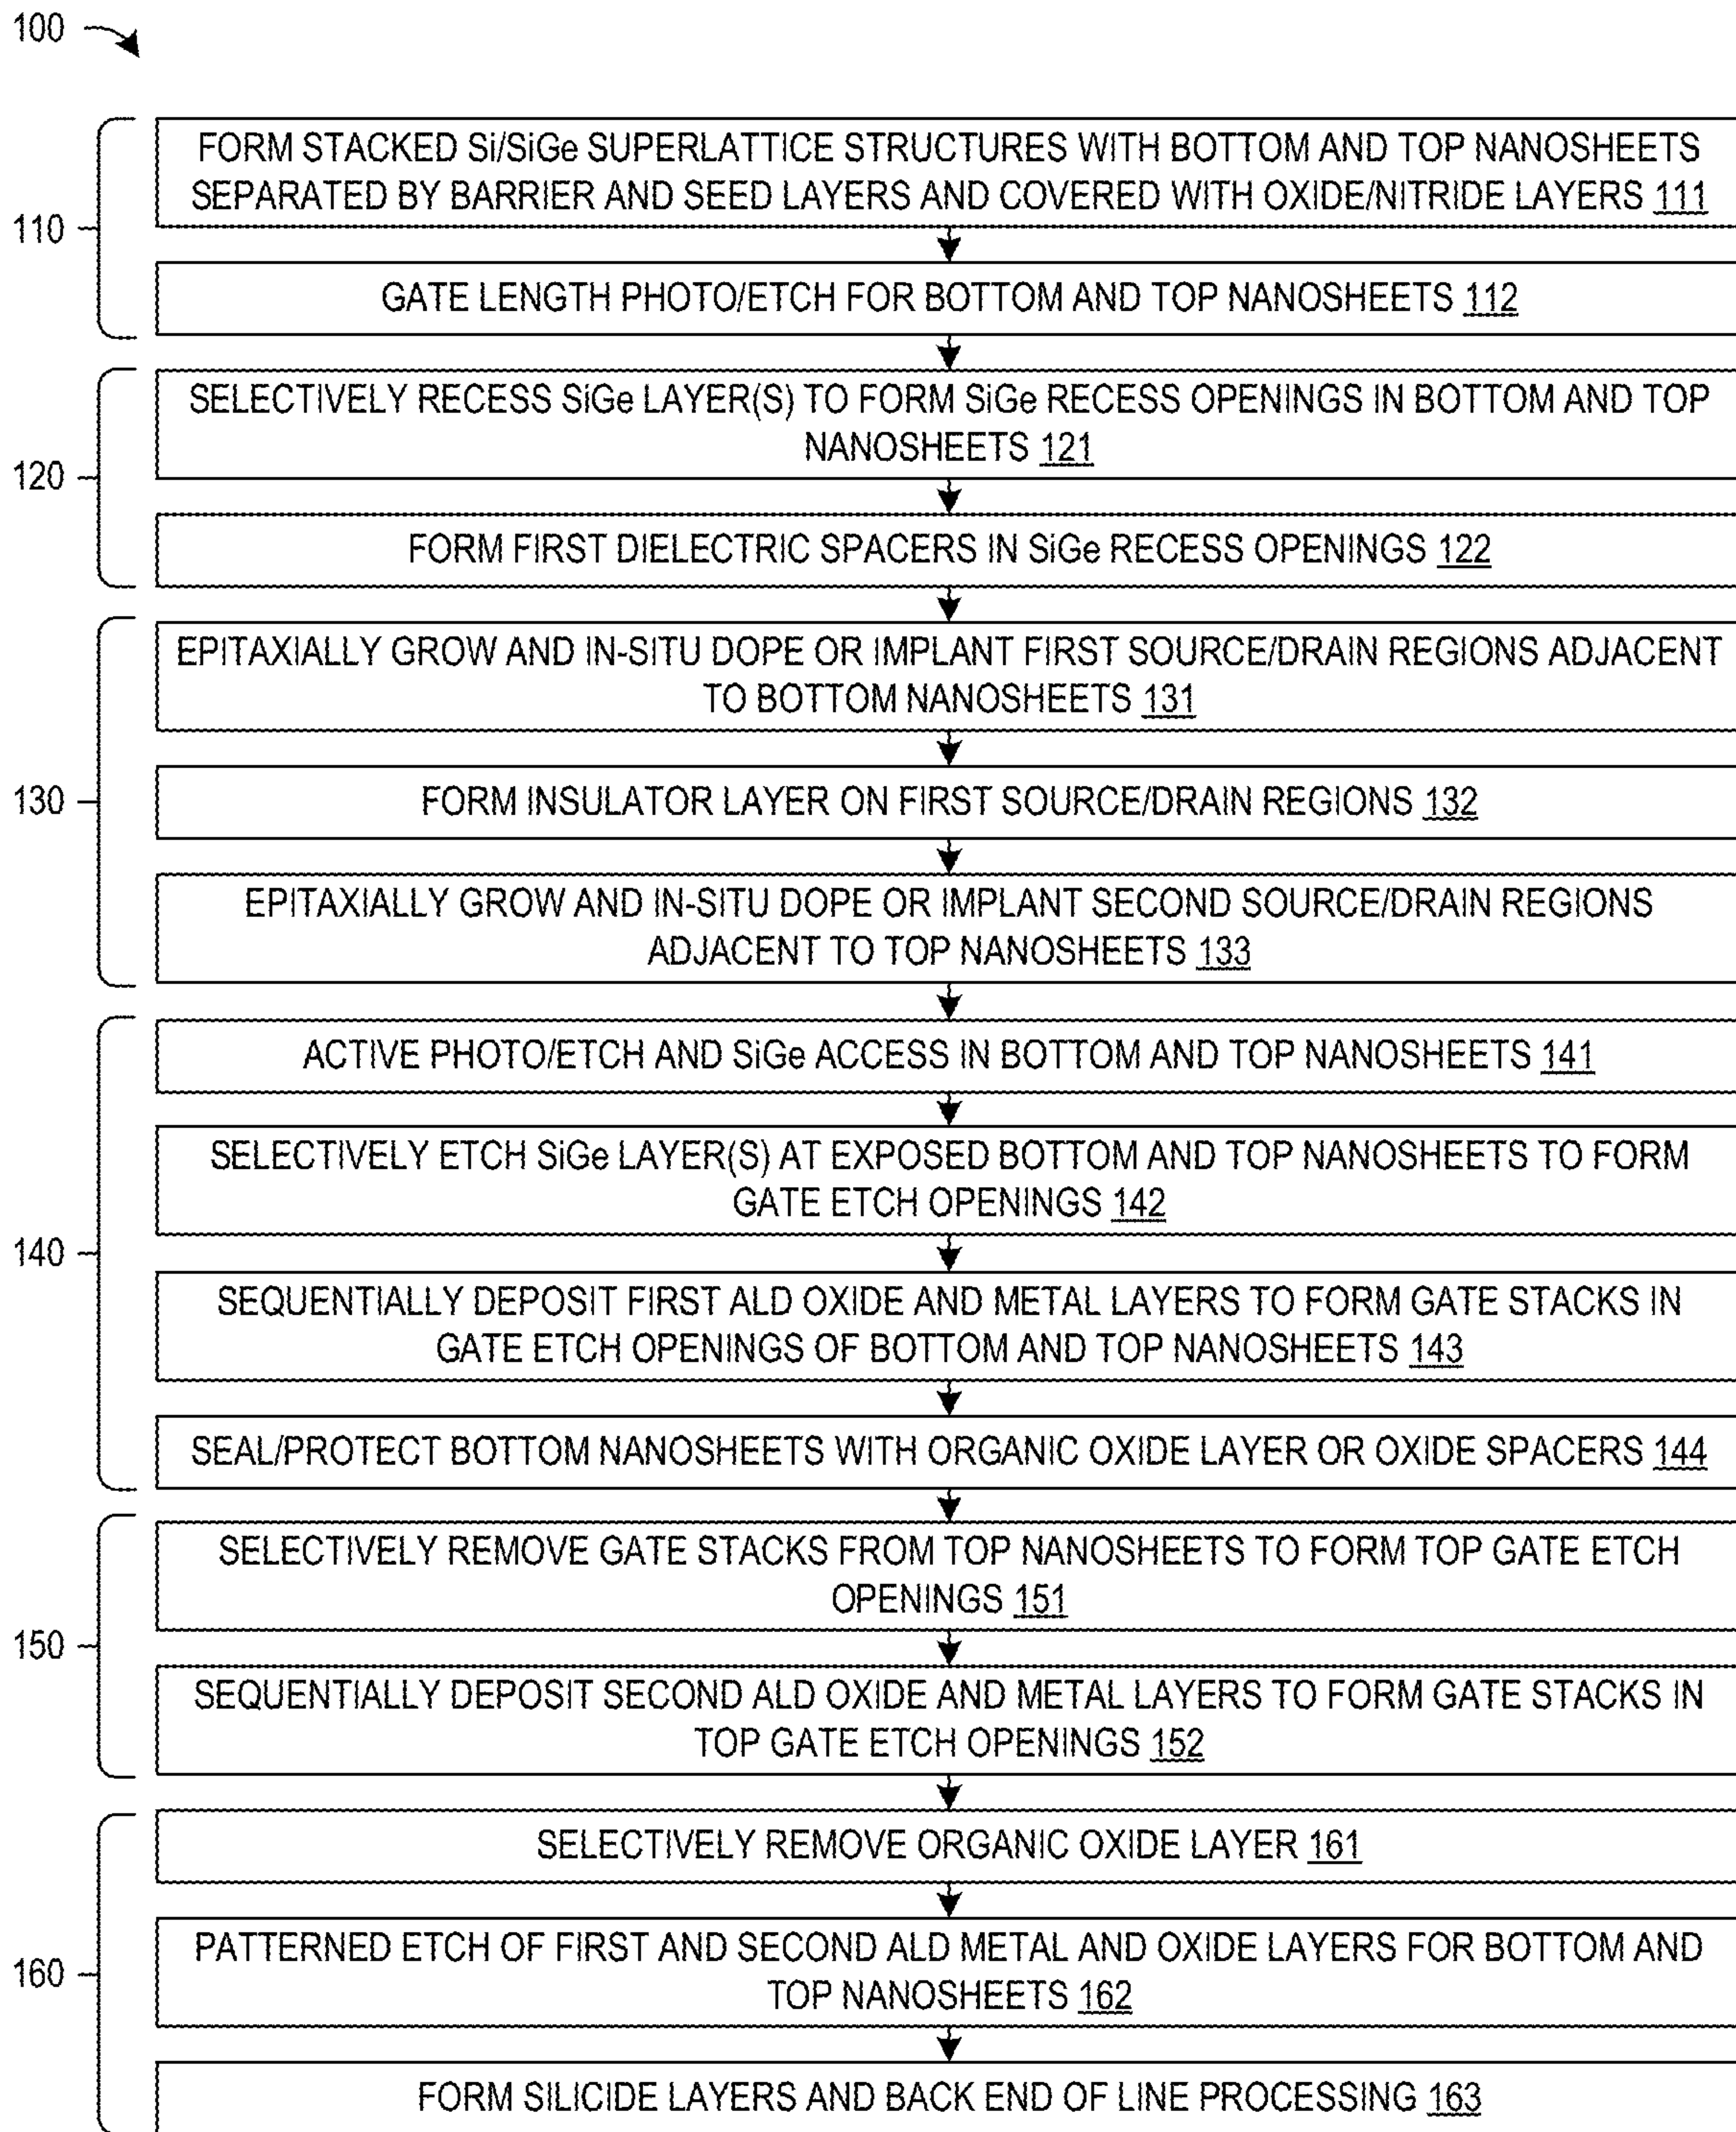 100
110
FORM STACKED Si/SiGe SUPERLATTICE STRUCTURES WITH BOTTOM AND TOP NANOSHEETS
SEPARATED BY BARRIER AND SEED LAYERS AND COVERED WITH OXIDE/NITRIDE LAYERS 111
GATE LENGTH PHOTO/ETCH FOR BOTTOM AND TOP NANOSHEETS 112
120
SELECTIVELY RECESS SiGe LAYER(S) TO FORM SiGe RECESS OPENINGS IN BOTTOM AND TOP
NANOSHEETS 121
FORM FIRST DIELECTRIC SPACERS IN SiGe RECESS OPENINGS 122
130
EPITAXIALLY GROW AND IN-SITU DOPE OR IMPLANT FIRST SOURCE/DRAIN REGIONS ADJACENT
TO BOTTOM NANOSHEETS 131
FORM INSULATOR LAYER ON FIRST SOURCE/DRAIN REGIONS 132
EPITAXIALLY GROW AND IN-SITU DOPE OR IMPLANT SECOND SOURCE/DRAIN REGIONS
ADJACENT TO TOP NANOSHEETS 133
140
ACTIVE PHOTO/ETCH AND SiGe ACCESS IN BOTTOM AND TOP NANOSHEETS 141
SELECTIVELY ETCH SiGe LAYER(S) AT EXPOSED BOTTOM AND TOP NANOSHEETS TO FORM
GATE ETCH OPENINGS 142
SEQUENTIALLY DEPOSIT FIRST ALD OXIDE AND METAL LAYERS TO FORM GATE STACKS IN
GATE ETCH OPENINGS OF BOTTOM AND TOP NANOSHEETS 143
SEAL/PROTECT BOTTOM NANOSHEETS WITH ORGANIC OXIDE LAYER OR OXIDE SPACERS 144
150
SELECTIVELY REMOVE GATE STACKS FROM TOP NANOSHEETS TO FORM TOP GATE ETCH
OPENINGS 151
SEQUENTIALLY DEPOSIT SECOND ALD OXIDE AND METAL LAYERS TO FORM GATE STACKS IN
TOP GATE ETCH OPENINGS 152
160
SELECTIVELY REMOVE ORGANIC OXIDE LAYER 161
PATTERNED ETCH OF FIRST AND SECOND ALD METAL AND OXIDE LAYERS FOR BOTTOM AND
TOP NANOSHEETS 162
FORM SILICIDE LAYERS AND BACK END OF LINE PROCESSING 163